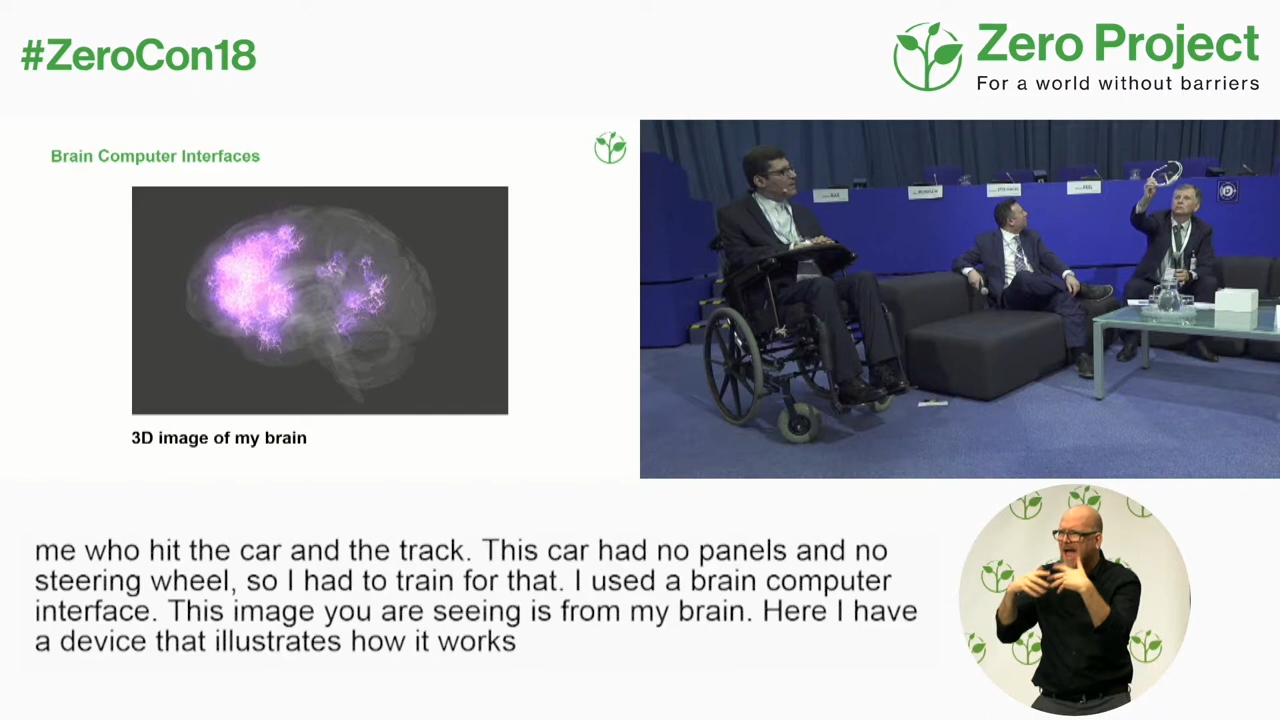 #ZeroCon18
Zero Project
For a world without barriers
Brain Computer Interfaces
3D image of my brain
me who hit the car and the track. This car had no panels and no
steering wheel, so I had to train for that. I used a brain computer
interface. This image you are seeing is from my brain. Here I have
a device that illustrates how it works